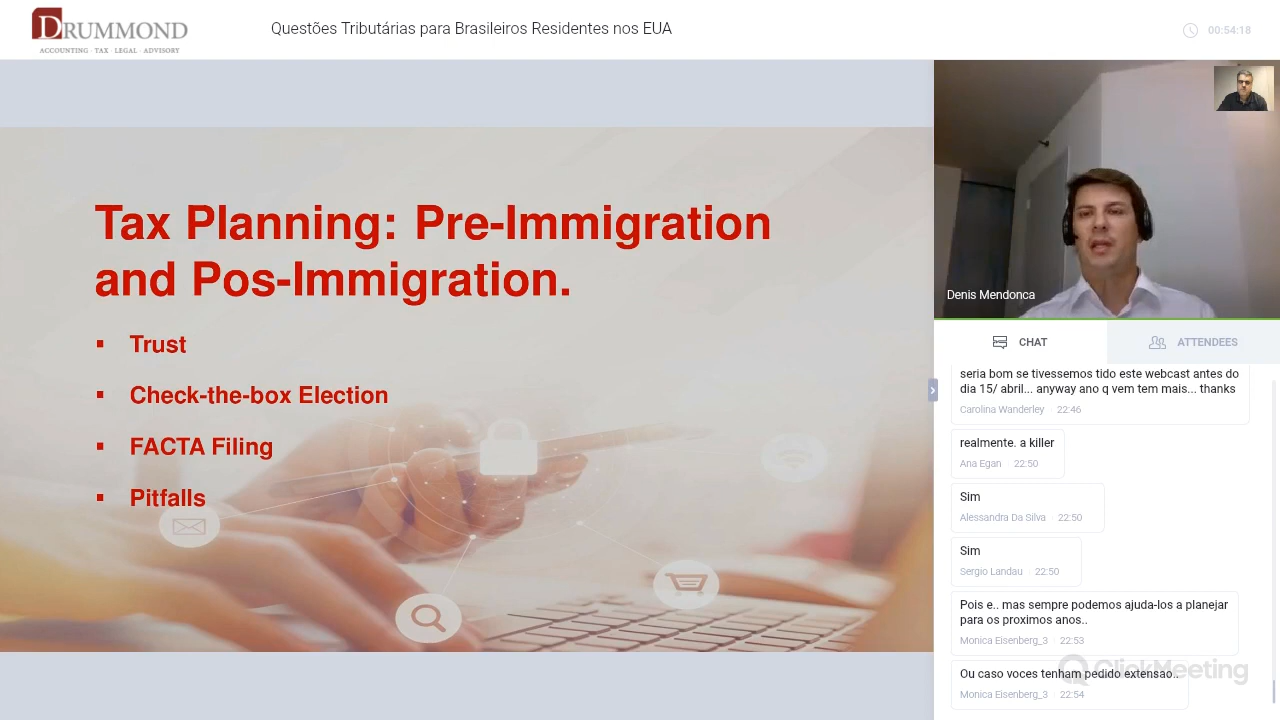 DRUMMOND
ACCOUNTING · TAX · LEGAL · ADVISORY
Questões Tributárias para Brasileiros Residentes nos EUA
00:54:18
Tax Planning: Pre-Immigration
and Pos-Immigration.
▪ Trust
▪ Check-the-box Election
▪ FACTA Filing
▪ Pitfalls
Denis Mendonca
CHAT
ATTENDEES
seria bom se tivessemos tido este webcast antes do
dia 15/ abril... anyway ano q vem tem mais... thanks
Carolina Wanderley 22:46
realmente. a killer
Ana Egan 22:50
Sim
Alessandra Da Silva 22:50
Sim
Sergio Landau 22:50
Pois e.. mas sempre podemos ajuda-los a planejar
para os proximos anos..
Monica Eisenberg_3 22:53
Ou caso voces tenham pedido extensao..
Monica Eisenberg_3 22:54
ClickMeeting